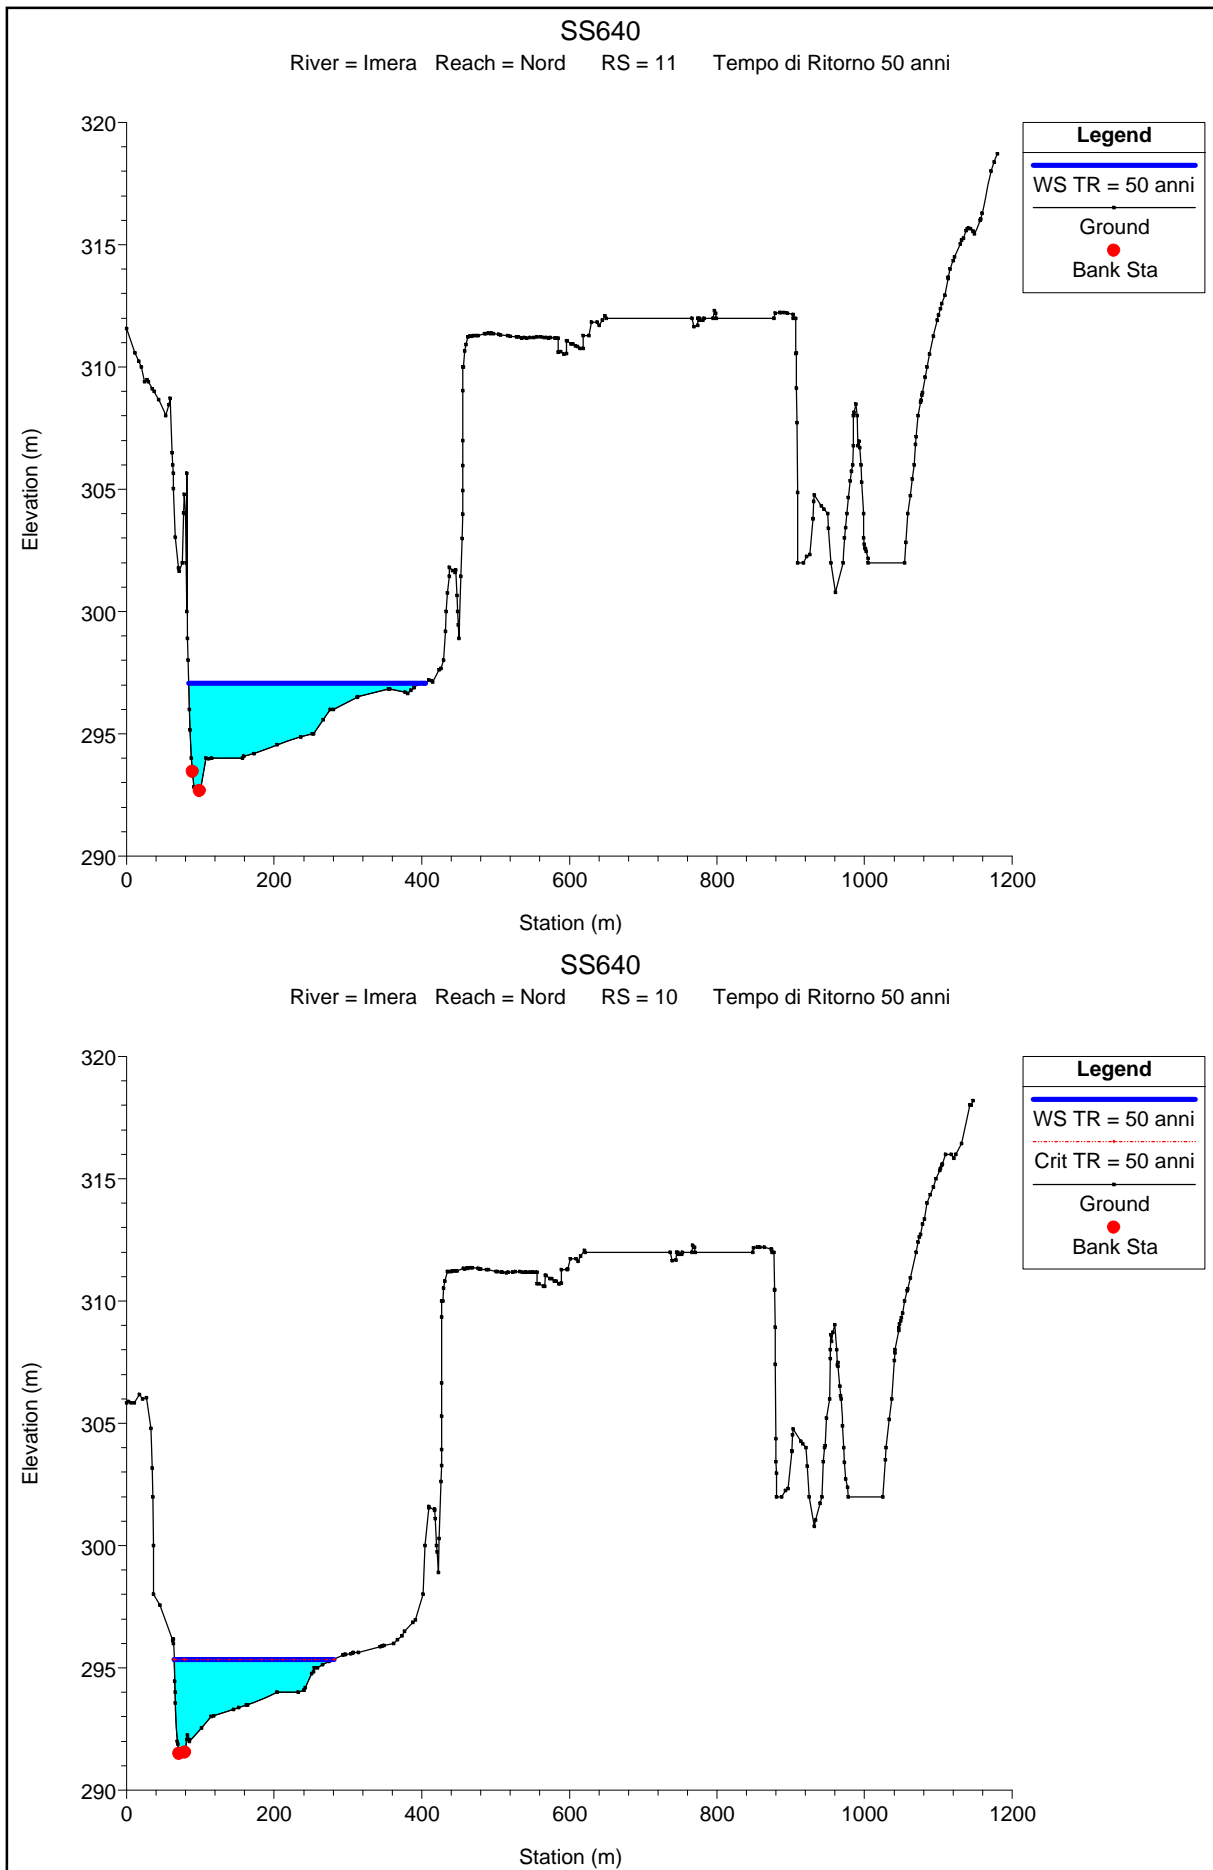 SS640
River = Imera Reach = Nord RS = 11 Tempo di Ritorno 50 anni
320
315
310
305
300
295
290
Elevation (m)
0 200 400 600 800 1000 1200
Station (m)
Legend
WS TR = 50 anni
Ground
Bank Sta
SS640
River = Imera Reach = Nord RS = 10 Tempo di Ritorno 50 anni
320
315
310
305
300
295
290
Elevation (m)
0 200 400 600 800 1000 1200
Station (m)
Legend
WS TR = 50 anni
Crit TR = 50 anni
Ground
Bank Sta